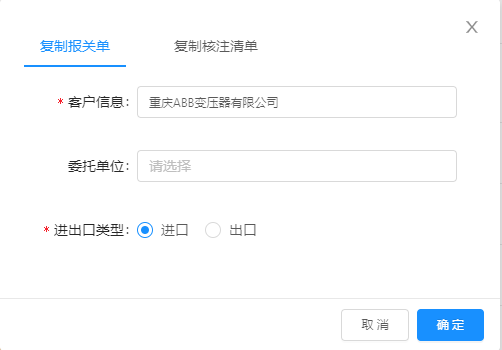 复制报关单 复制核注清单
* 客户信息: 重庆ABB变压器有限公司
委托单位: 请选择
* 进出口类型: 进口 出口
取 消 确 定